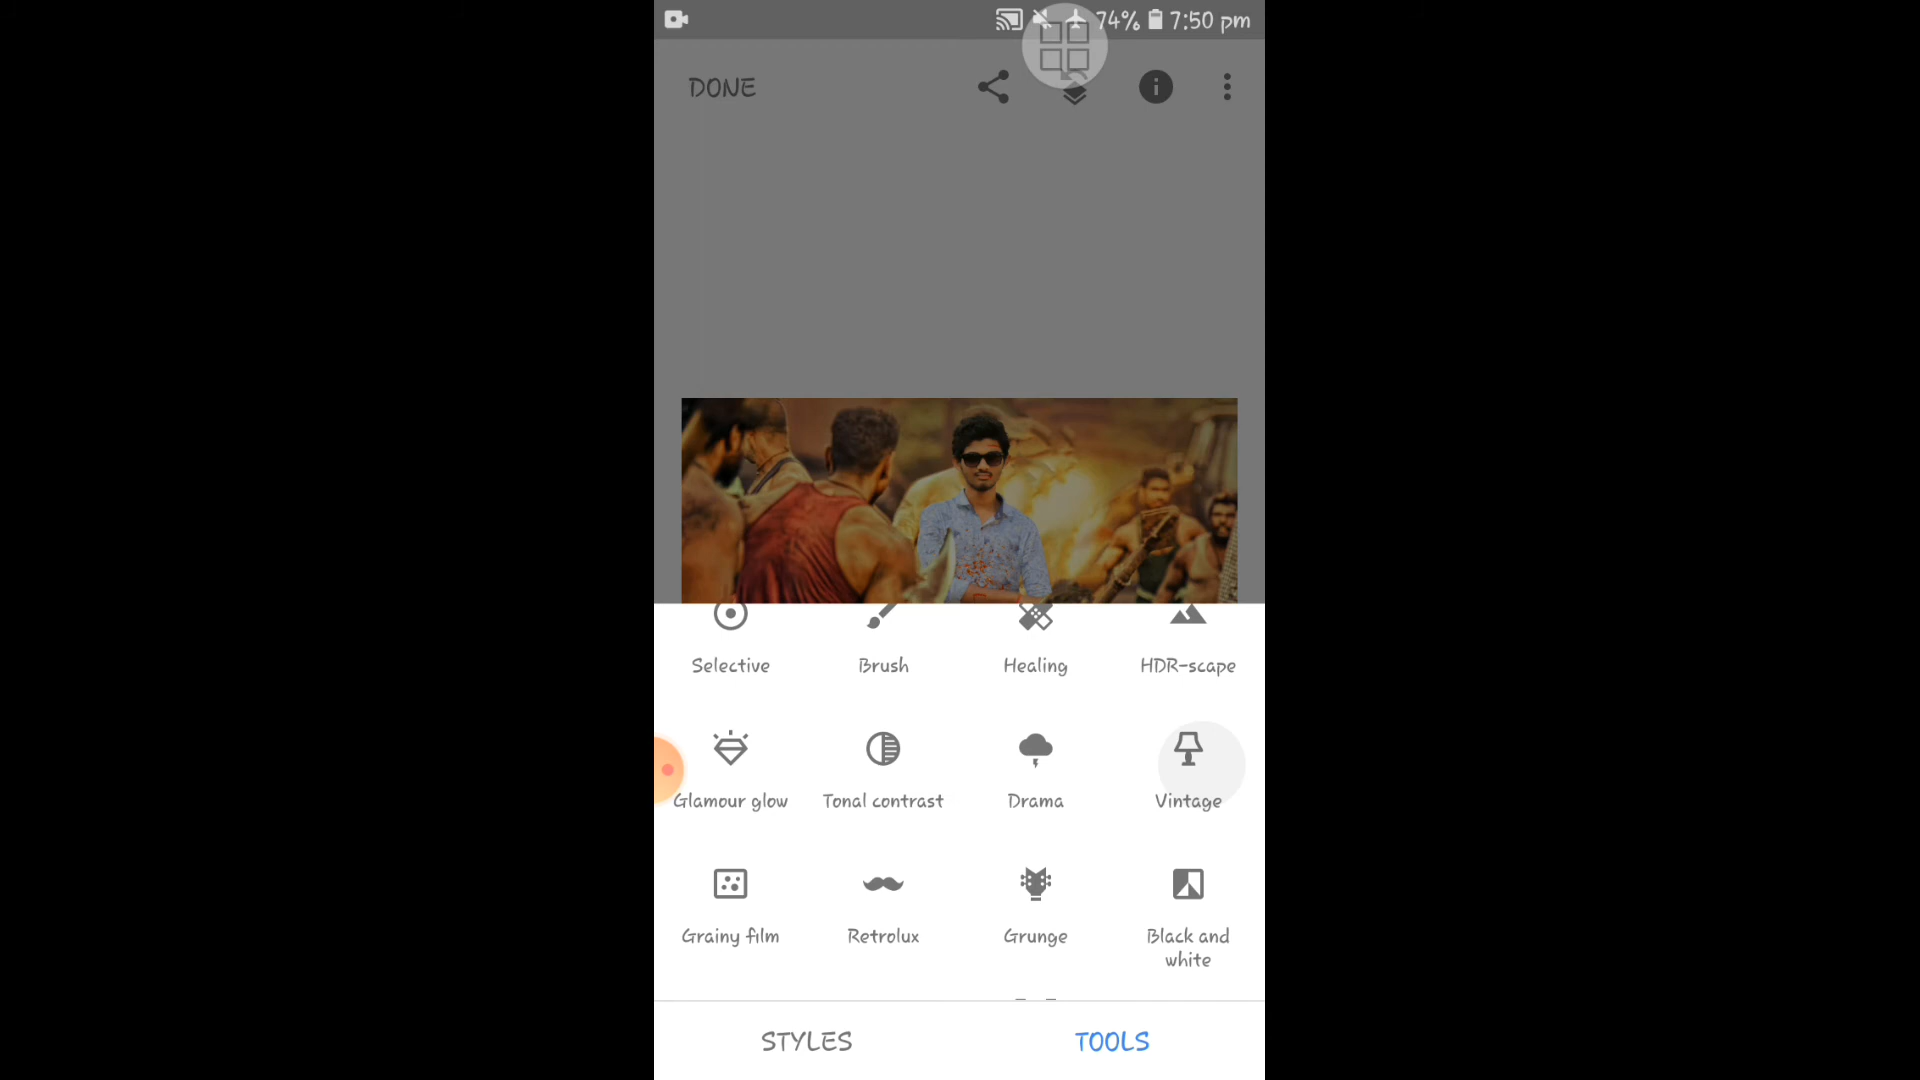 74% 7:50 pm
DONE
Selective Brush Healing HDR-scape
Glamour glow Tonal contrast Drama Vintage
Grainy film Retrolux Grunge Black and white
STYLES TOOLS